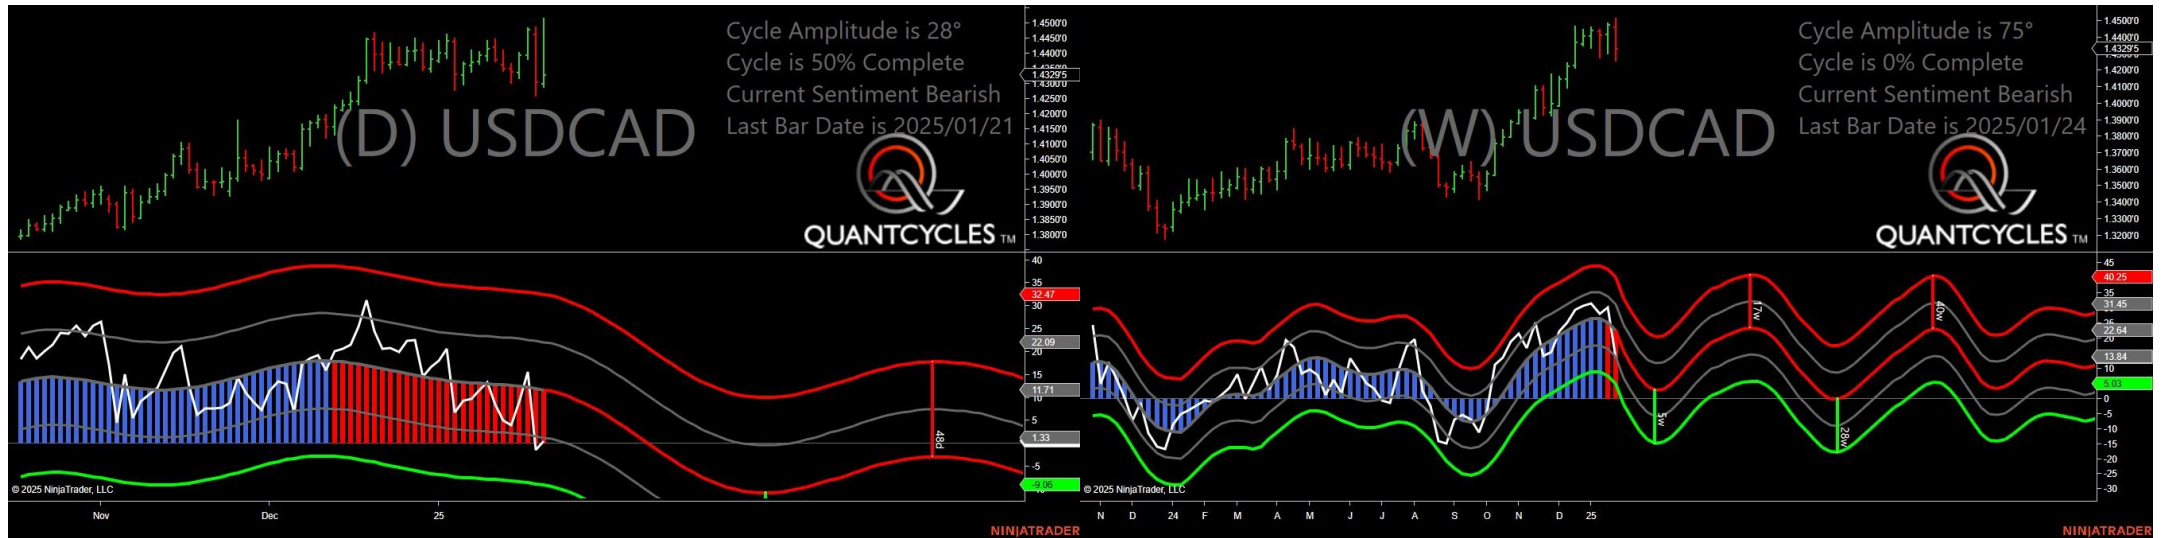 Cycle Amplitude is 28°
Cycle is 50% Complete
Current Sentiment Bearish
Last Bar Date is 2025/01/21
(D) USDCAD
QUANTCYCLES TM
1.4500'0
1.4450'0
1.4400'0
1.4329'5
1.4300'0
1.4250'0
1.4200'0
1.4150'0
1.4100'0
1.4050'0
1.4000'0
1.3950'0
1.3900'0
1.3850'0
1.3800'0
40
35
32.47
30
25
22.09
20
15
11.71
10
5
1.33
-5
-9.06
48d
© 2025 NinjaTrader, LLC
Nov
Dec
25
NINJATRADER
Cycle Amplitude is 75°
Cycle is 0% Complete
Current Sentiment Bearish
Last Bar Date is 2025/01/24
(W) USDCAD
QUANTCYCLES TM
1.4500'0
1.4400'0
1.4329'5
1.4200'0
1.4100'0
1.4000'0
1.3900'0
1.3800'0
1.3700'0
1.3600'0
1.3500'0
1.3400'0
1.3300'0
1.3200'0
45
40.25
35
31.45
22.64
20
13.84
10
5.03
0
-5
-10
-15
-20
-25
-30
17w
40w
5w
28w
© 2025 NinjaTrader, LLC
N
D
24
F
M
A
M
J
J
A
S
O
N
D
25
NINJATRADER